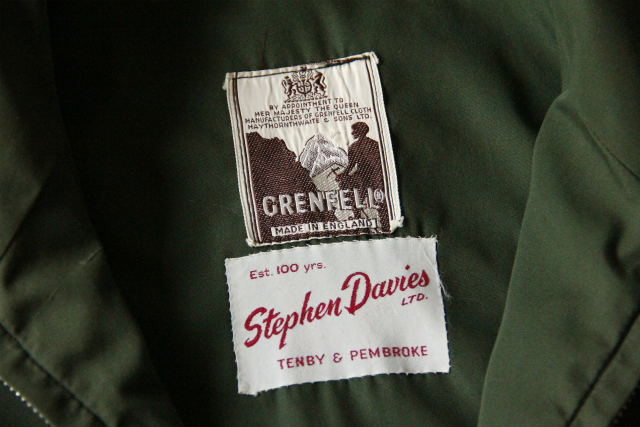 BY APPOINTMENT TO
HER MAJESTY THE QUEEN
MANUFACTURERS OF GRENFELL CLOTH
HAYTHORNTHWAITE & SONS LTD.
GRENFELL®
MADE IN ENGLAND
Est. 100 yrs.
Stephen Davies
LTD.
TENBY & PEMBROKE